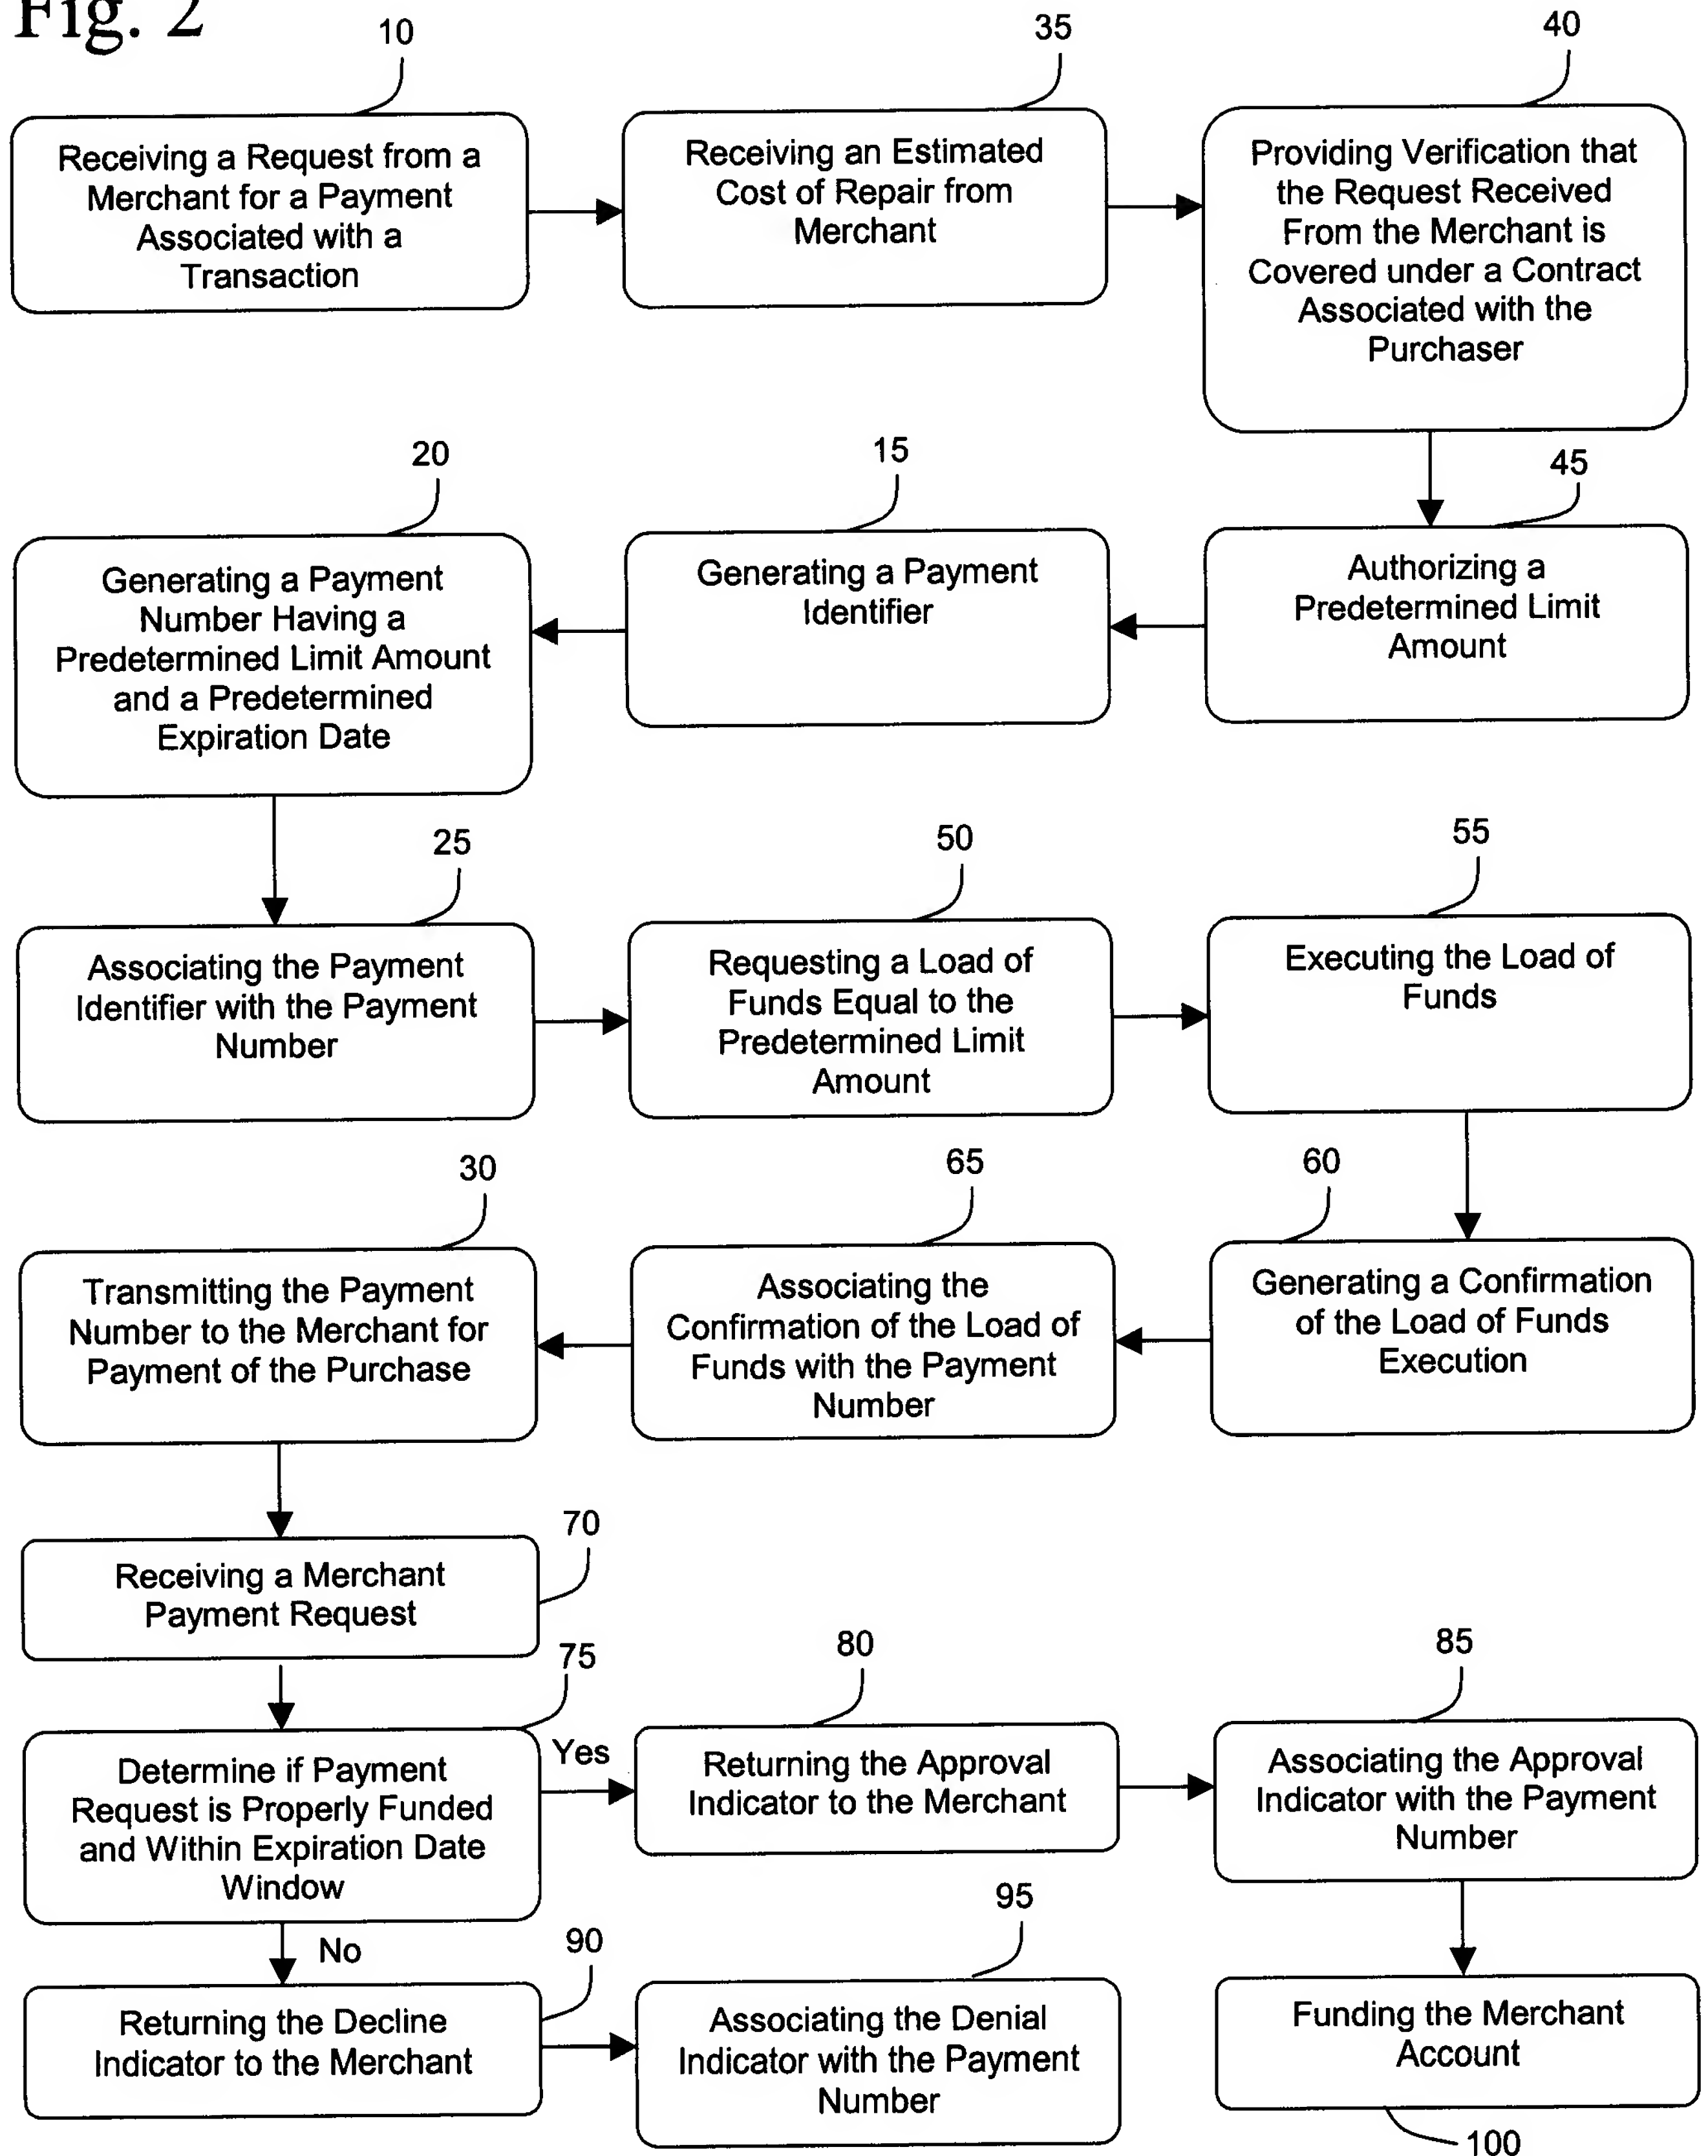 Fig. 2
10
Receiving a Request from a
Merchant for a Payment
Associated with a
Transaction
35
Receiving an Estimated
Cost of Repair from
Merchant
40
Providing Verification that
the Request Received
From the Merchant is
Covered under a Contract
Associated with the
Purchaser
45
Authorizing a
Predetermined Limit
Amount
15
Generating a Payment
Identifier
20
Generating a Payment
Number Having a
Predetermined Limit Amount
and a Predetermined
Expiration Date
25
Associating the Payment
Identifier with the Payment
Number
50
Requesting a Load of
Funds Equal to the
Predetermined Limit
Amount
55
Executing the Load of
Funds
60
Generating a Confirmation
of the Load of Funds
Execution
65
Associating the
Confirmation of the Load of
Funds with the Payment
Number
30
Transmitting the Payment
Number to the Merchant for
Payment of the Purchase
70
Receiving a Merchant
Payment Request
75
Determine if Payment
Request is Properly Funded
and Within Expiration Date
Window
Yes
80
Returning the Approval
Indicator to the Merchant
85
Associating the Approval
Indicator with the Payment
Number
No
90
Returning the Decline
Indicator to the Merchant
95
Associating the Denial
Indicator with the Payment
Number
Funding the Merchant
Account
100